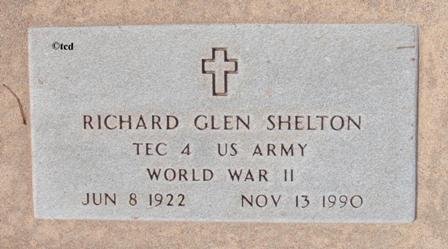 ©tcd
RICHARD GLEN SHELTON
TEC 4 US ARMY
WORLD WAR II
JUN 8 1922 NOV 13 1990